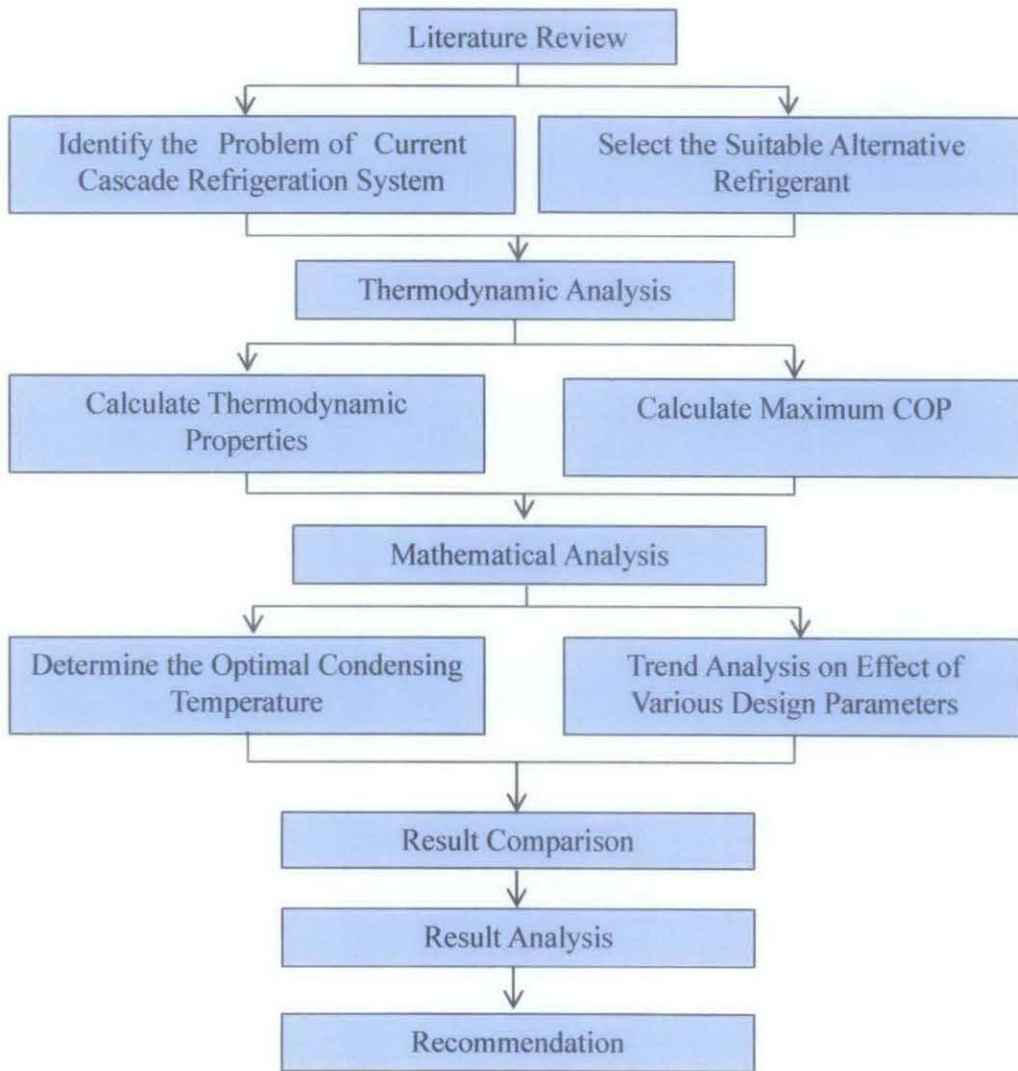 Literature Review
Identify the Problem of Current
Cascade Refrigeration System
Select the Suitable Alternative
Refrigerant
Thermodynamic Analysis
Calculate Thermodynamic
Properties
Calculate Maximum COP
Mathematical Analysis
Determine the Optimal Condensing
Temperature
Trend Analysis on Effect of
Various Design Parameters
Result Comparison
Result Analysis
Recommendation